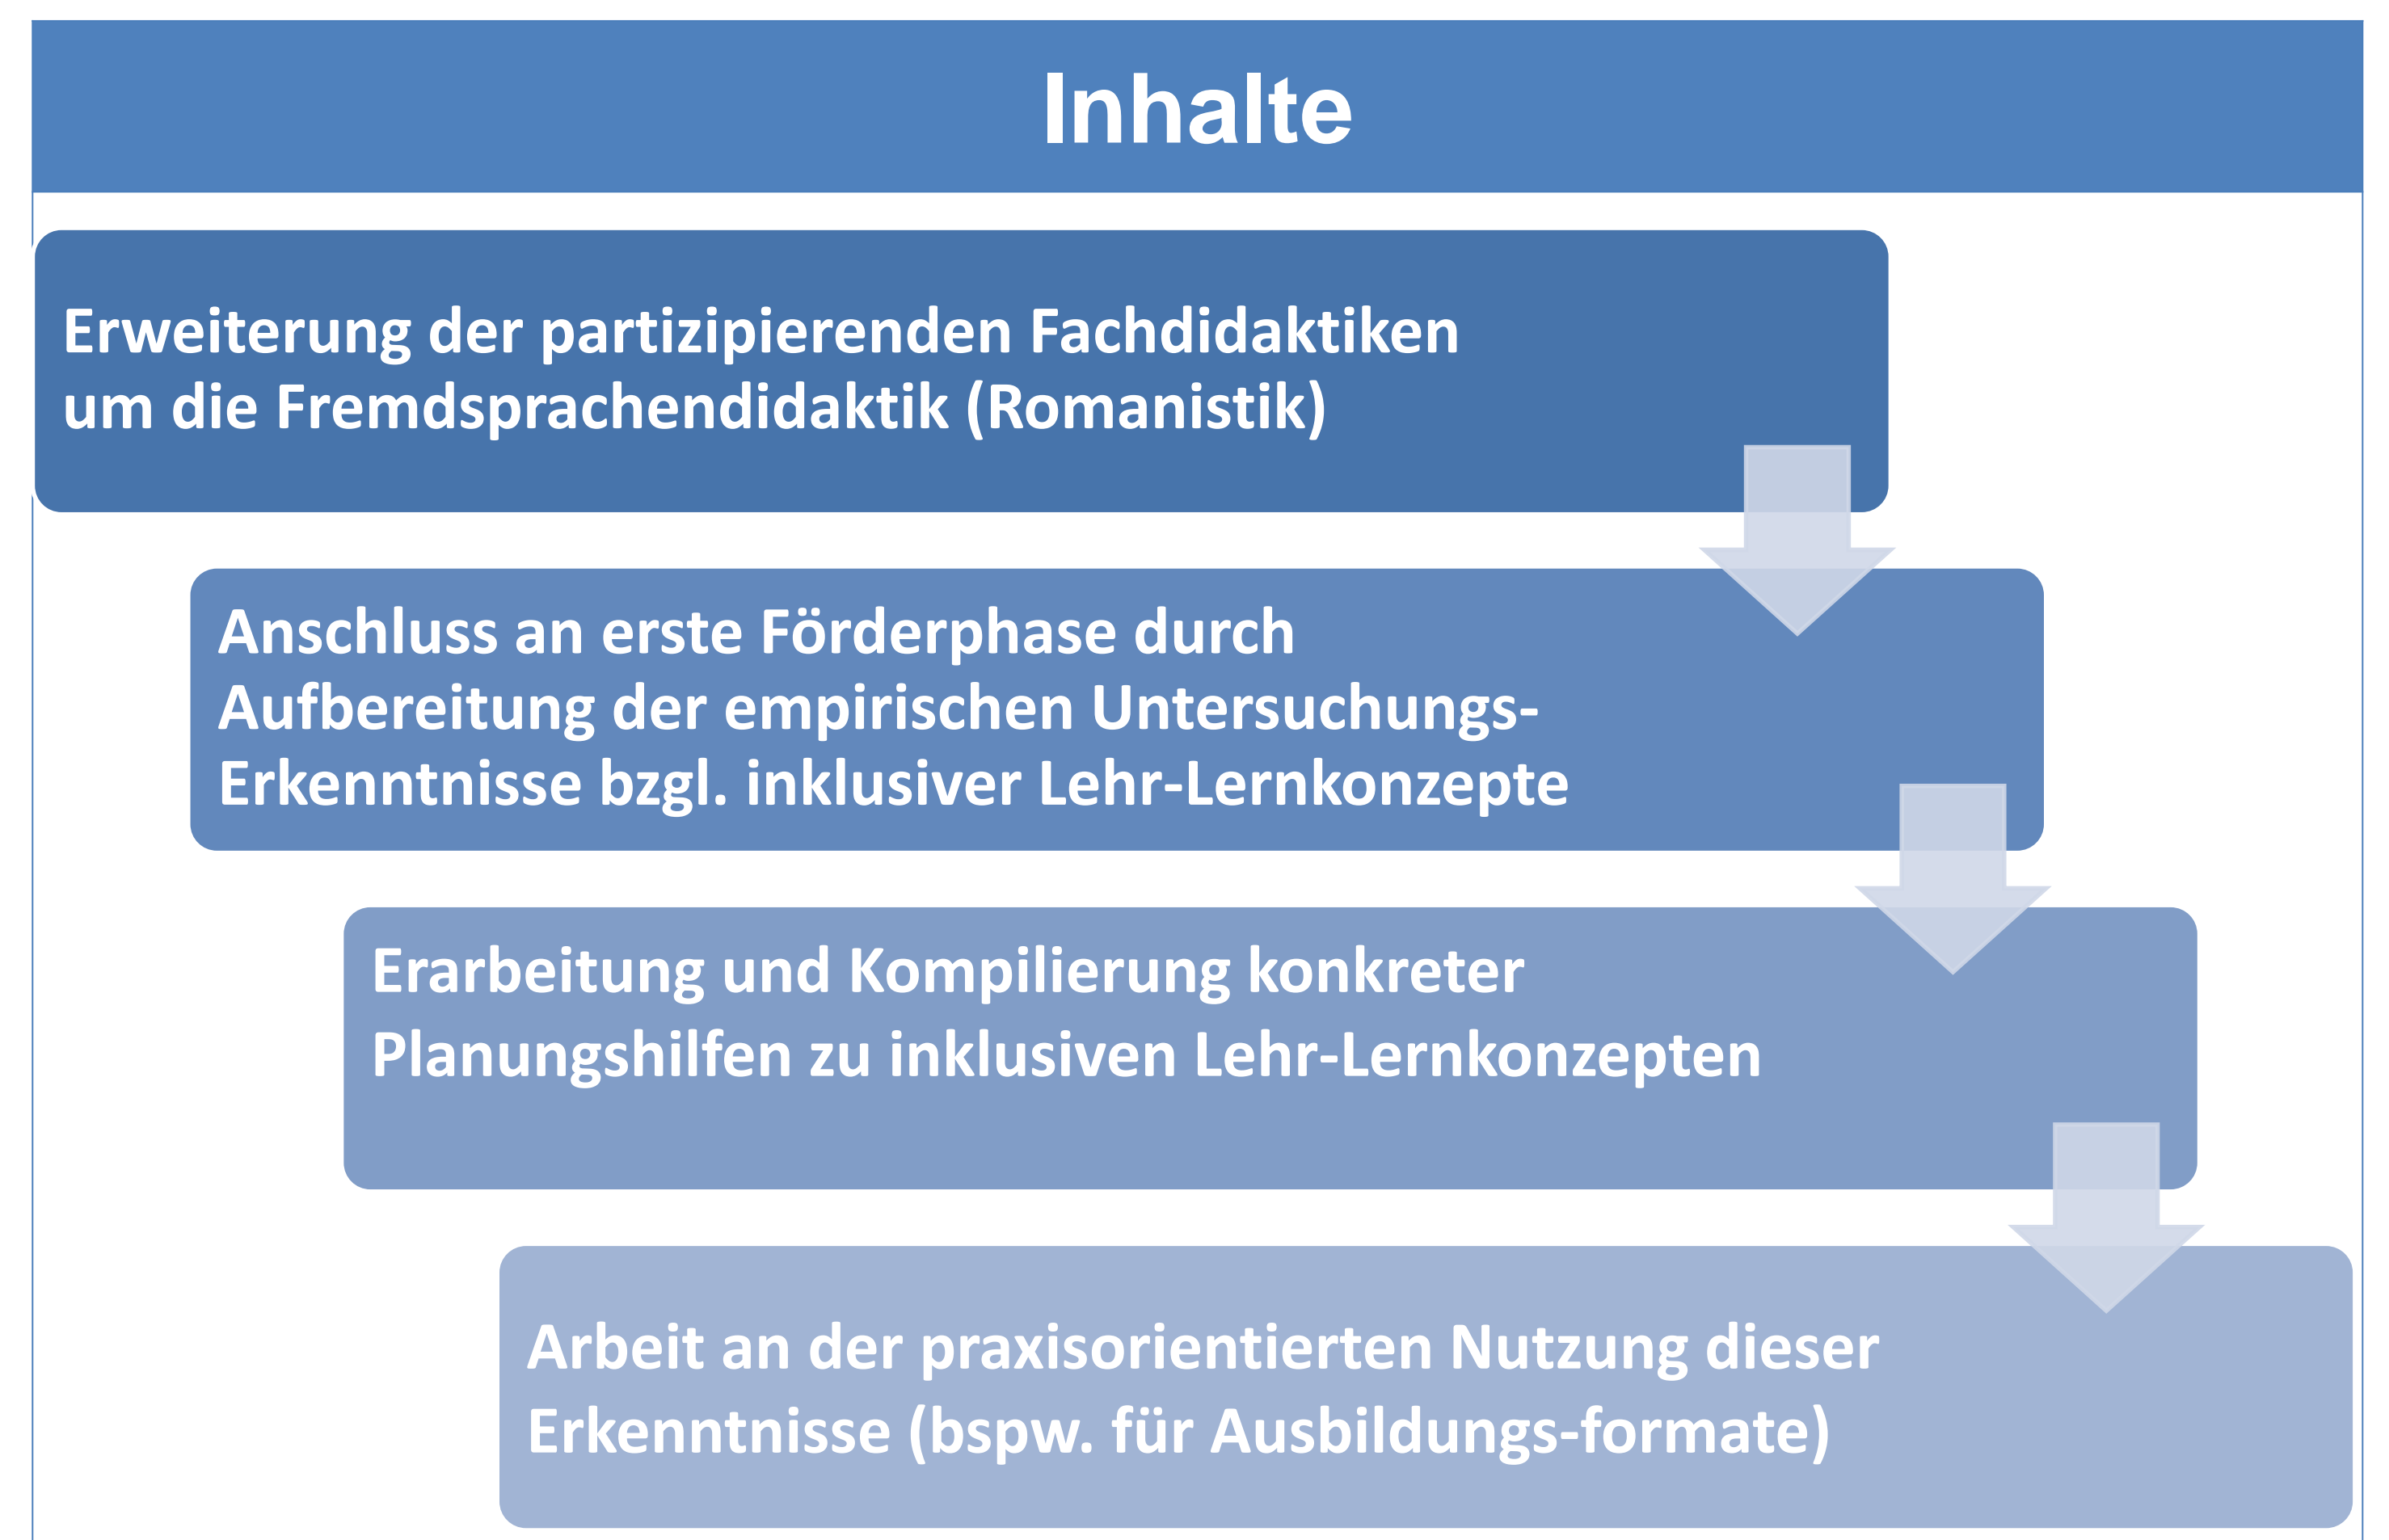 Inhalte
Erweiterung der partizipierenden Fachdidaktiken
um die Fremdsprachendidaktik (Romanistik)
Anschluss an erste Förderphase durch
Aufbereitung der empirischen Untersuchungs-
Erkenntnisse bzgl. inklusiver Lehr-Lernkonzepte
Erarbeitung und Kompilierung konkreter
Planungshilfen zu inklusiven Lehr-Lernkonzepten
Arbeit an der praxisorientierten Nutzung dieser
Erkenntnisse (bspw. für Ausbildungs-formate)